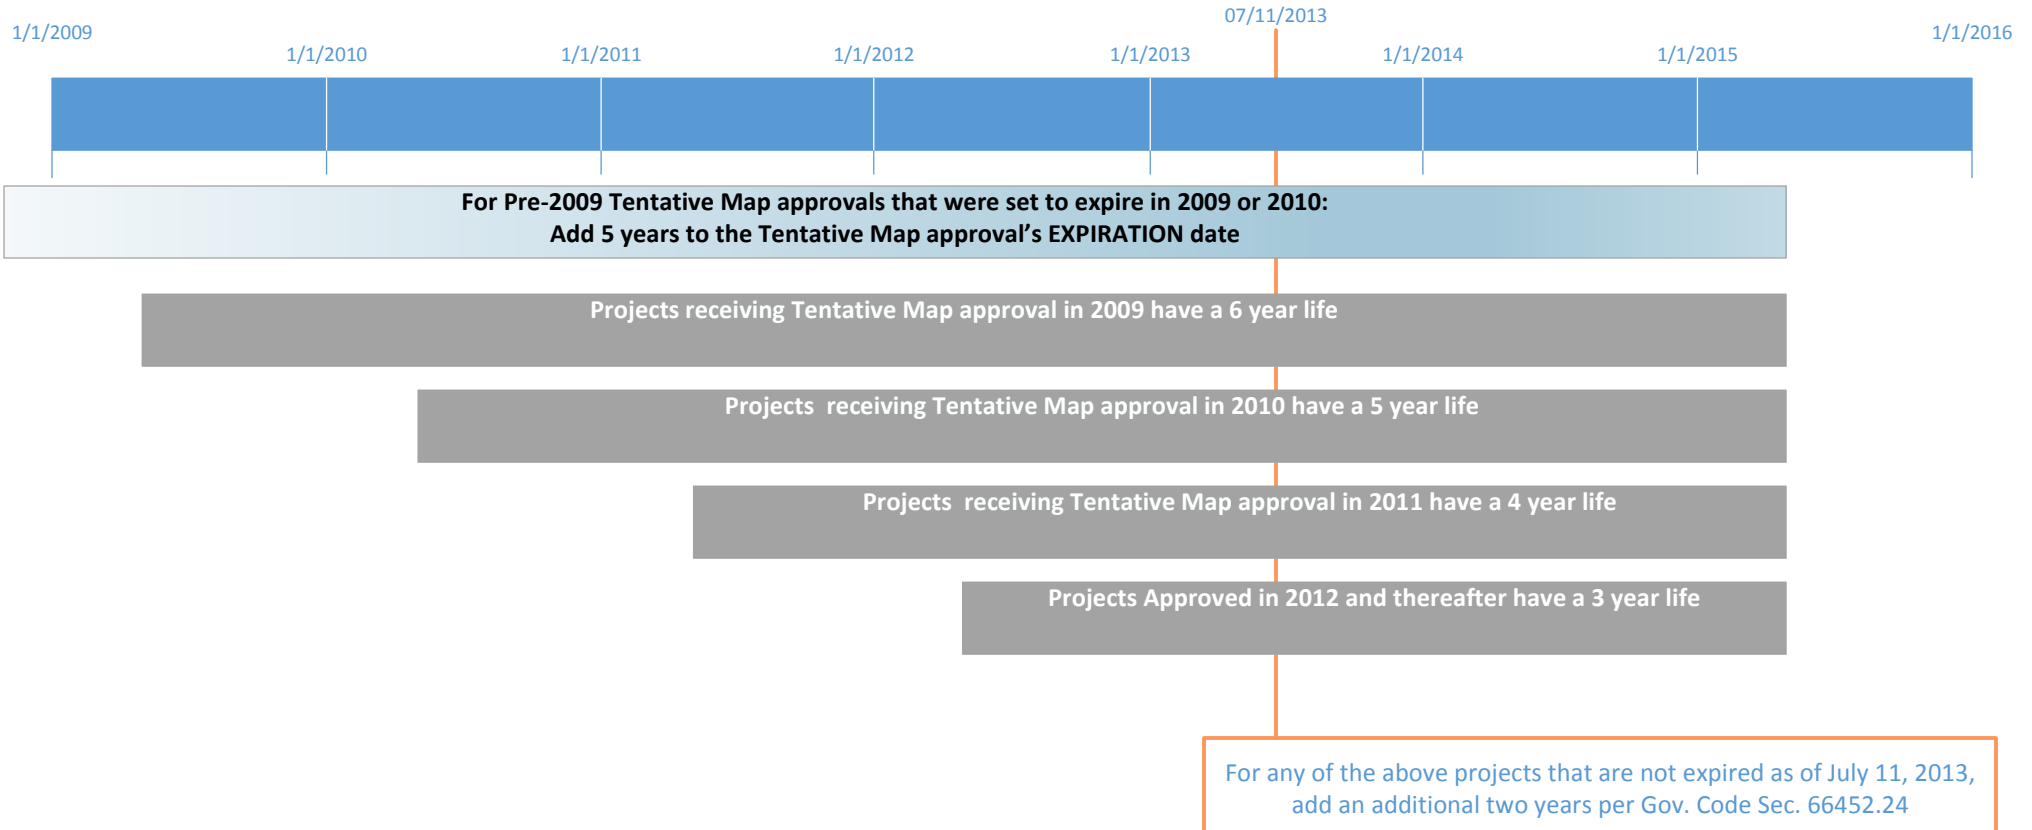 07/11/2013
1/1/2009
1/1/2016
1/1/2010
1/1/2011
1/1/2012
1/1/2013
1/1/2014
1/1/2015
For Pre-2009 Tentative Map approvals that were set to expire in 2009 or 2010:
Add 5 years to the Tentative Map approval’s EXPIRATION date
Projects receiving Tentative Map approval in 2009 have a 6 year life
Projects  receiving Tentative Map approval in 2010 have a 5 year life
Projects  receiving Tentative Map approval in 2011 have a 4 year life
Projects Approved in 2012 and thereafter have a 3 year life
For any of the above projects that are not expired as of July 11, 2013,
add an additional two years per Gov. Code Sec. 66452.24